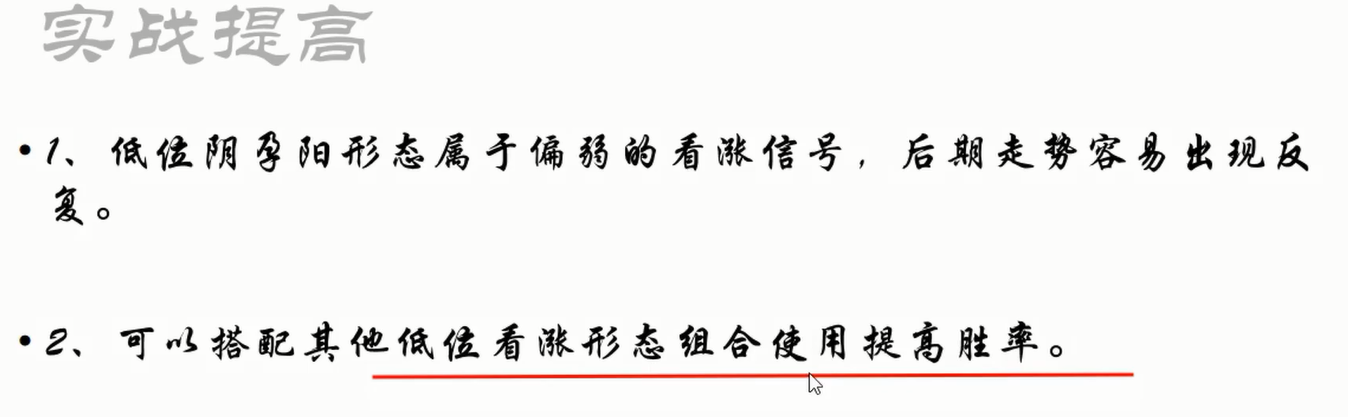 实战提高
•1、低位阴孕阳形态属于偏弱的看涨信号，后期走势容易出现反
复。
•2、可以搭配其他低位看涨形态组合使用提高胜率。